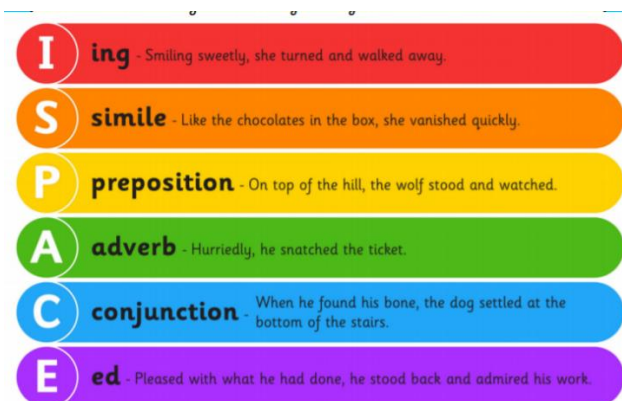 I ing - Smiling sweetly, she turned and walked away.
S simile - Like the chocolates in the box, she vanished quickly.
P preposition - On top of the hill, the wolf stood and watched.
A adverb - Hurriedly, he snatched the ticket.
C conjunction - When he found his bone, the dog settled at the
bottom of the stairs.
E ed - Pleased with what he had done, he stood back and admired his work.